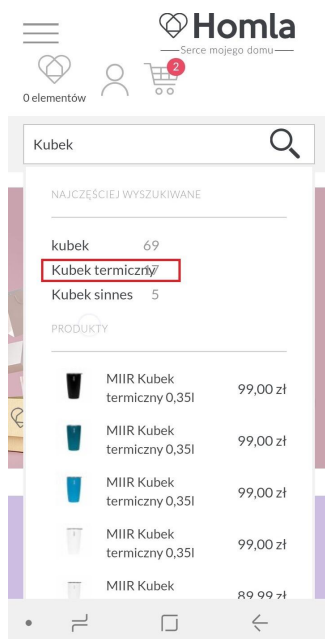 Homla
Serce mojego domu
2
0 elementów
Kubek
NAJCZĘŚCIEJ WYSZUKIWANE
kubek 69
Kubek termiczny
Kubek sinnes 5
PRODUKTY
MIIR Kubek
termiczny 0,35l 99,00 zł
MIIR Kubek
termiczny 0,35l 99,00 zł
MIIR Kubek
termiczny 0,35l 99,00 zł
MIIR Kubek
termiczny 0,35l 99,00 zł
MIIR Kubek
89,99 zł